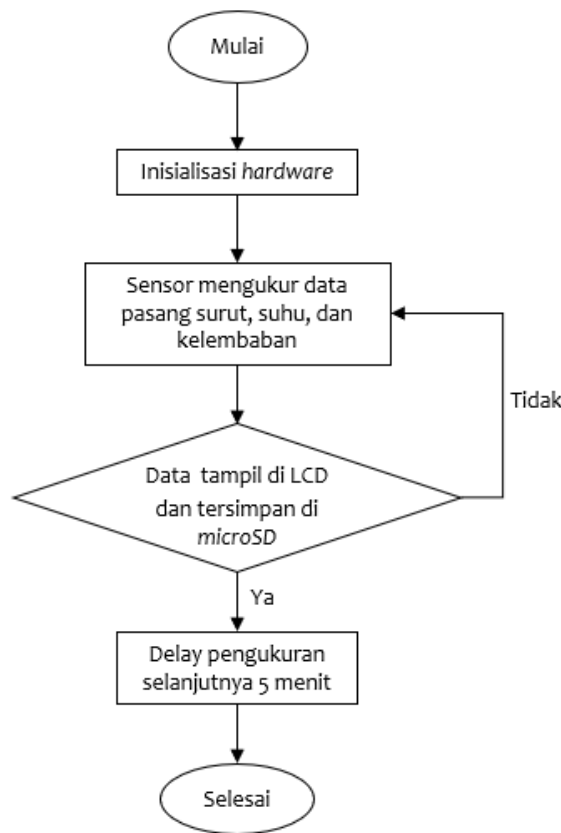 Mulai
Inisialisasi hardware
Sensor mengukur data
pasang surut, suhu, dan
kelembaban
Tidak
Data tampil di LCD
dan tersimpan di
microSD
Ya
Delay pengukuran
selanjutnya 5 menit
Selesai